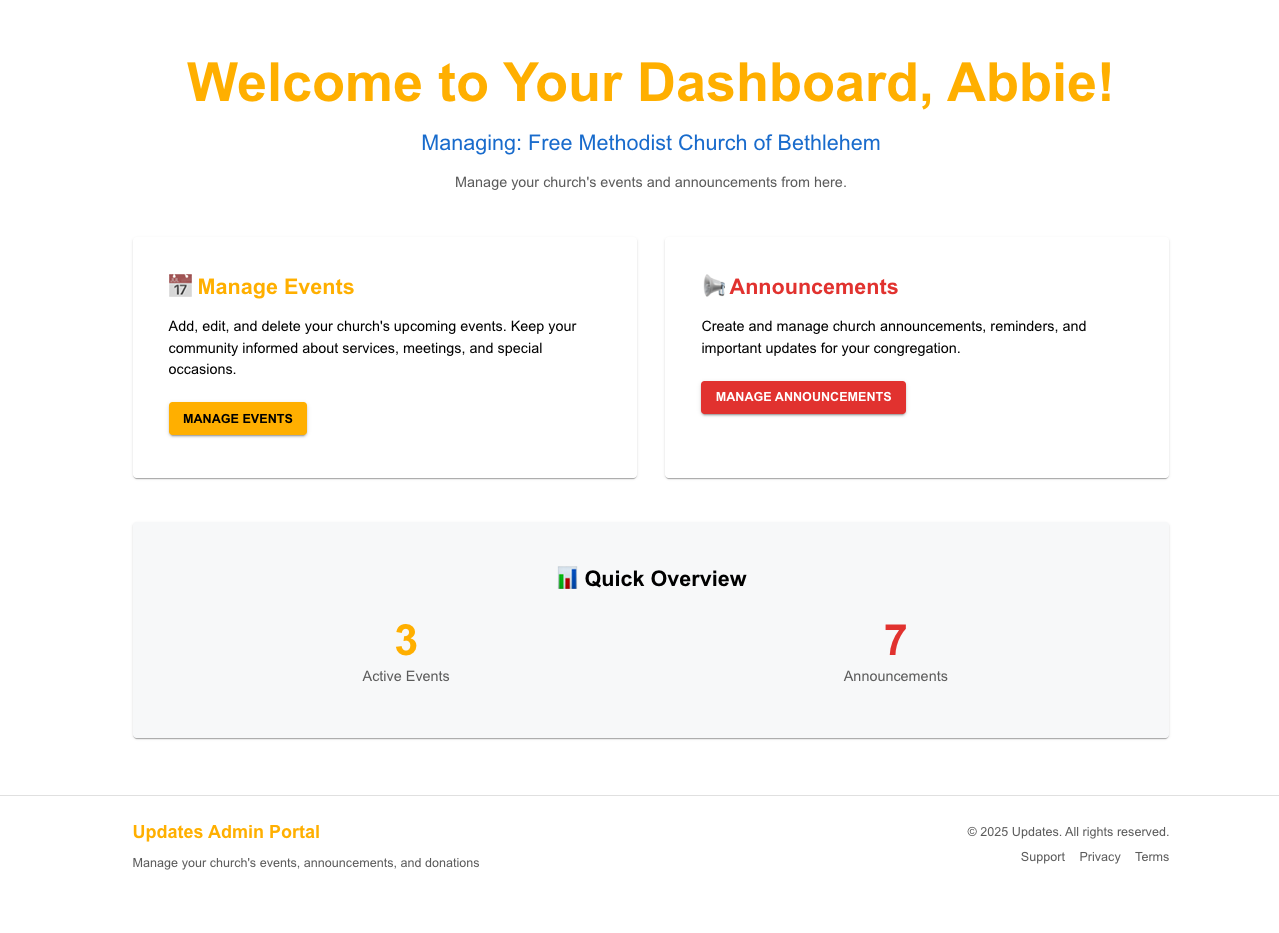 Welcome to Your Dashboard, Abbie!
Managing: Free Methodist Church of Bethlehem
Manage your church's events and announcements from here.
📅 Manage Events
Add, edit, and delete your church's upcoming events. Keep your
community informed about services, meetings, and special
occasions.
MANAGE EVENTS
📢 Announcements
Create and manage church announcements, reminders, and
important updates for your congregation.
MANAGE ANNOUNCEMENTS
📊 Quick Overview
3
Active Events
7
Announcements
Updates Admin Portal
Manage your church's events, announcements, and donations
© 2025 Updates. All rights reserved.
Support Privacy Terms